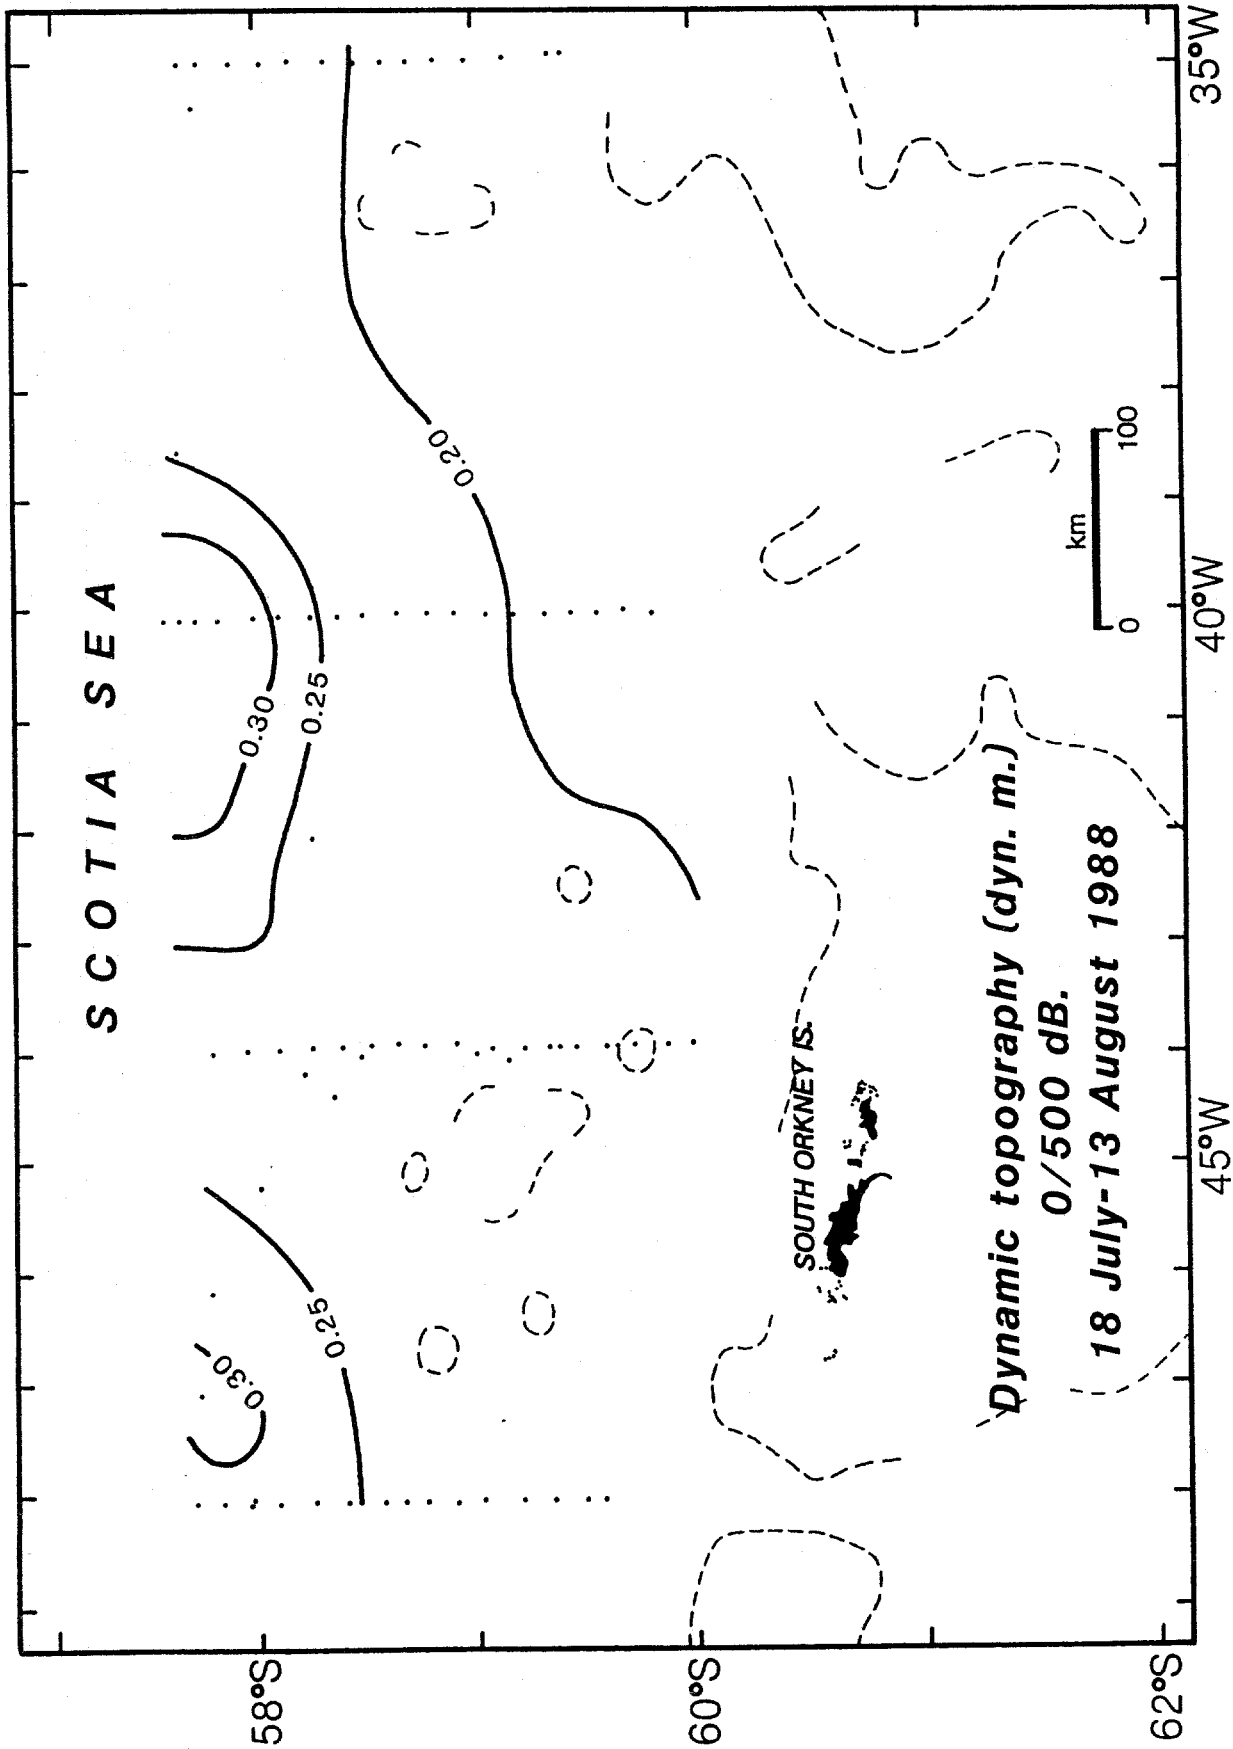 SCOTIA SEA
0.30
0.25
0.30
0.25
0.20
SOUTH ORKNEY IS.
Dynamic topography (dyn. m.)
0/500 dB.
18 July-13 August 1988
km
0 100
58°S
60°S
62°S
45°W
40°W
35°W